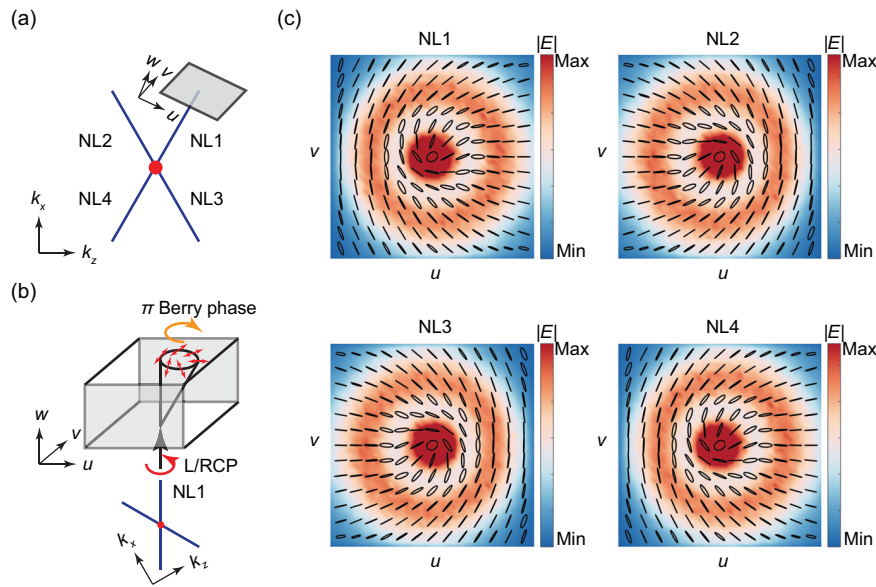 (a)
w
v
u
NL2
NL1
NL4
NL3
k_x
k_z
(b)
π Berry phase
w
v
u
L/RCP
NL1
k_x
k_z
(c)
NL1
|E|
Max
v
Min
u
NL2
|E|
Max
v
Min
u
NL3
|E|
Max
v
Min
u
NL4
|E|
Max
v
Min
u